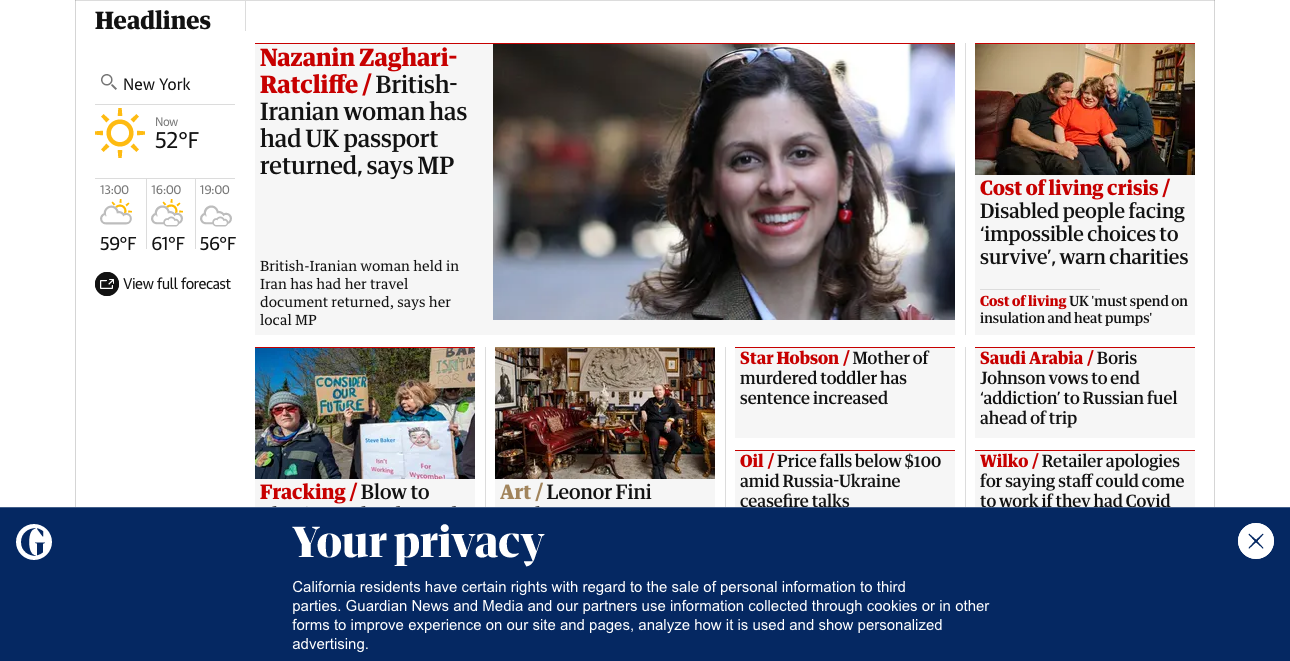 Headlines
New York
Now
52°F
13:00
16:00
19:00
59°F
61°F
56°F
View full forecast
Nazanin Zaghari-
Ratcliffe / British-
Iranian woman has
had UK passport
returned, says MP
British-Iranian woman held in
Iran has had her travel
document returned, says her
local MP
Cost of living crisis /
Disabled people facing
‘impossible choices to
survive’, warn charities
Cost of living UK 'must spend on
insulation and heat pumps'
CONSIDER
OUR
FUTURE
Steve Baker
Isn't
Working
For
Wycombe!
Fracking / Blow to
Art / Leonor Fini
Star Hobson / Mother of
murdered toddler has
sentence increased
Oil / Price falls below $100
amid Russia-Ukraine
ceasefire talks
Saudi Arabia / Boris
Johnson vows to end
‘addiction’ to Russian fuel
ahead of trip
Wilko / Retailer apologies
for saying staff could come
to work if they had Covid
Your privacy
California residents have certain rights with regard to the sale of personal information to third
parties. Guardian News and Media and our partners use information collected through cookies or in other
forms to improve experience on our site and pages, analyze how it is used and show personalized
advertising.